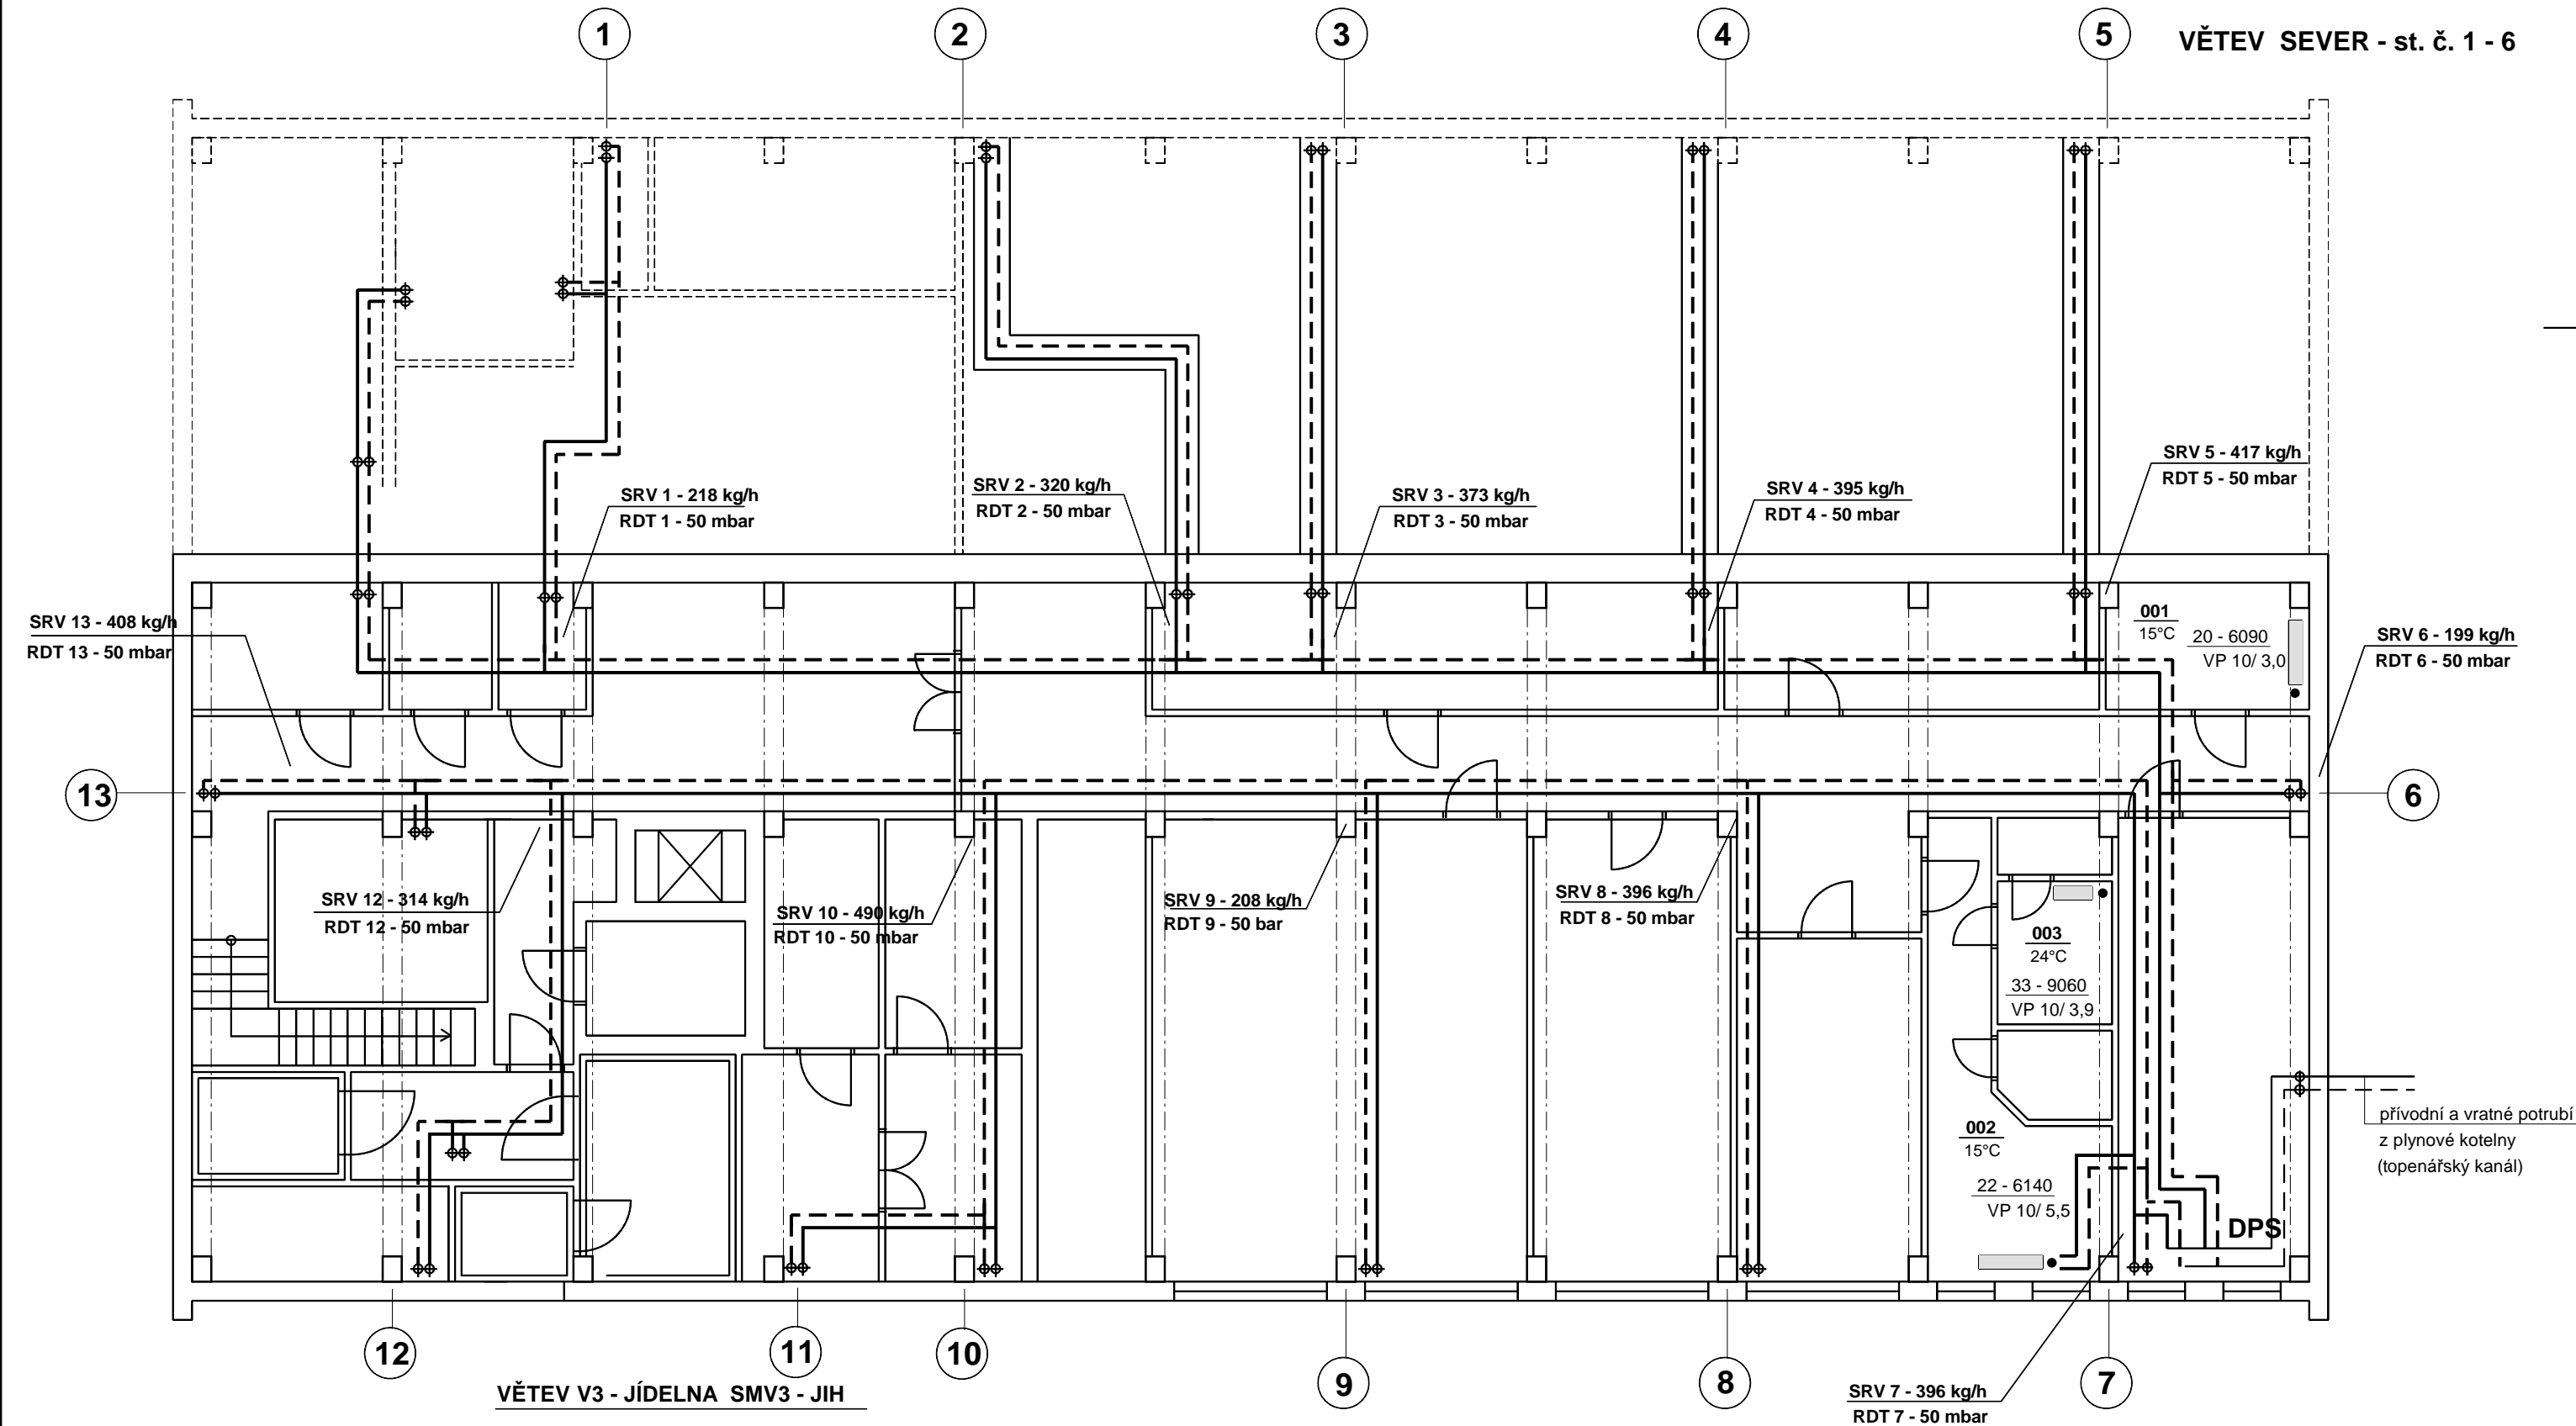 1
2
3
4
5
VĚTEV SEVER - st. č. 1 - 6
SRV 5 - 417 kg/h
RDT 5 - 50 mbar
SRV 1 - 218 kg/h
RDT 1 - 50 mbar
SRV 2 - 320 kg/h
RDT 2 - 50 mbar
SRV 3 - 373 kg/h
RDT 3 - 50 mbar
SRV 4 - 395 kg/h
RDT 4 - 50 mbar
SRV 13 - 408 kg/h
RDT 13 - 50 mbar
001
15°C
20 - 6090
VP 10/ 3,0
SRV 6 - 199 kg/h
RDT 6 - 50 mbar
13
6
SRV 12 - 314 kg/h
RDT 12 - 50 mbar
SRV 10 - 490 kg/h
RDT 10 - 50 mbar
SRV 9 - 208 kg/h
RDT 9 - 50 bar
SRV 8 - 396 kg/h
RDT 8 - 50 mbar
003
24°C
33 - 9060
VP 10/ 3,9
přívodní a vratné potrubí
z plynové kotelny
(topenářský kanál)
002
15°C
22 - 6140
VP 10/ 5,5
DPS
12
11
10
9
8
7
VĚTEV V3 - JÍDELNA SMV3 - JIH
SRV 7 - 396 kg/h
RDT 7 - 50 mbar